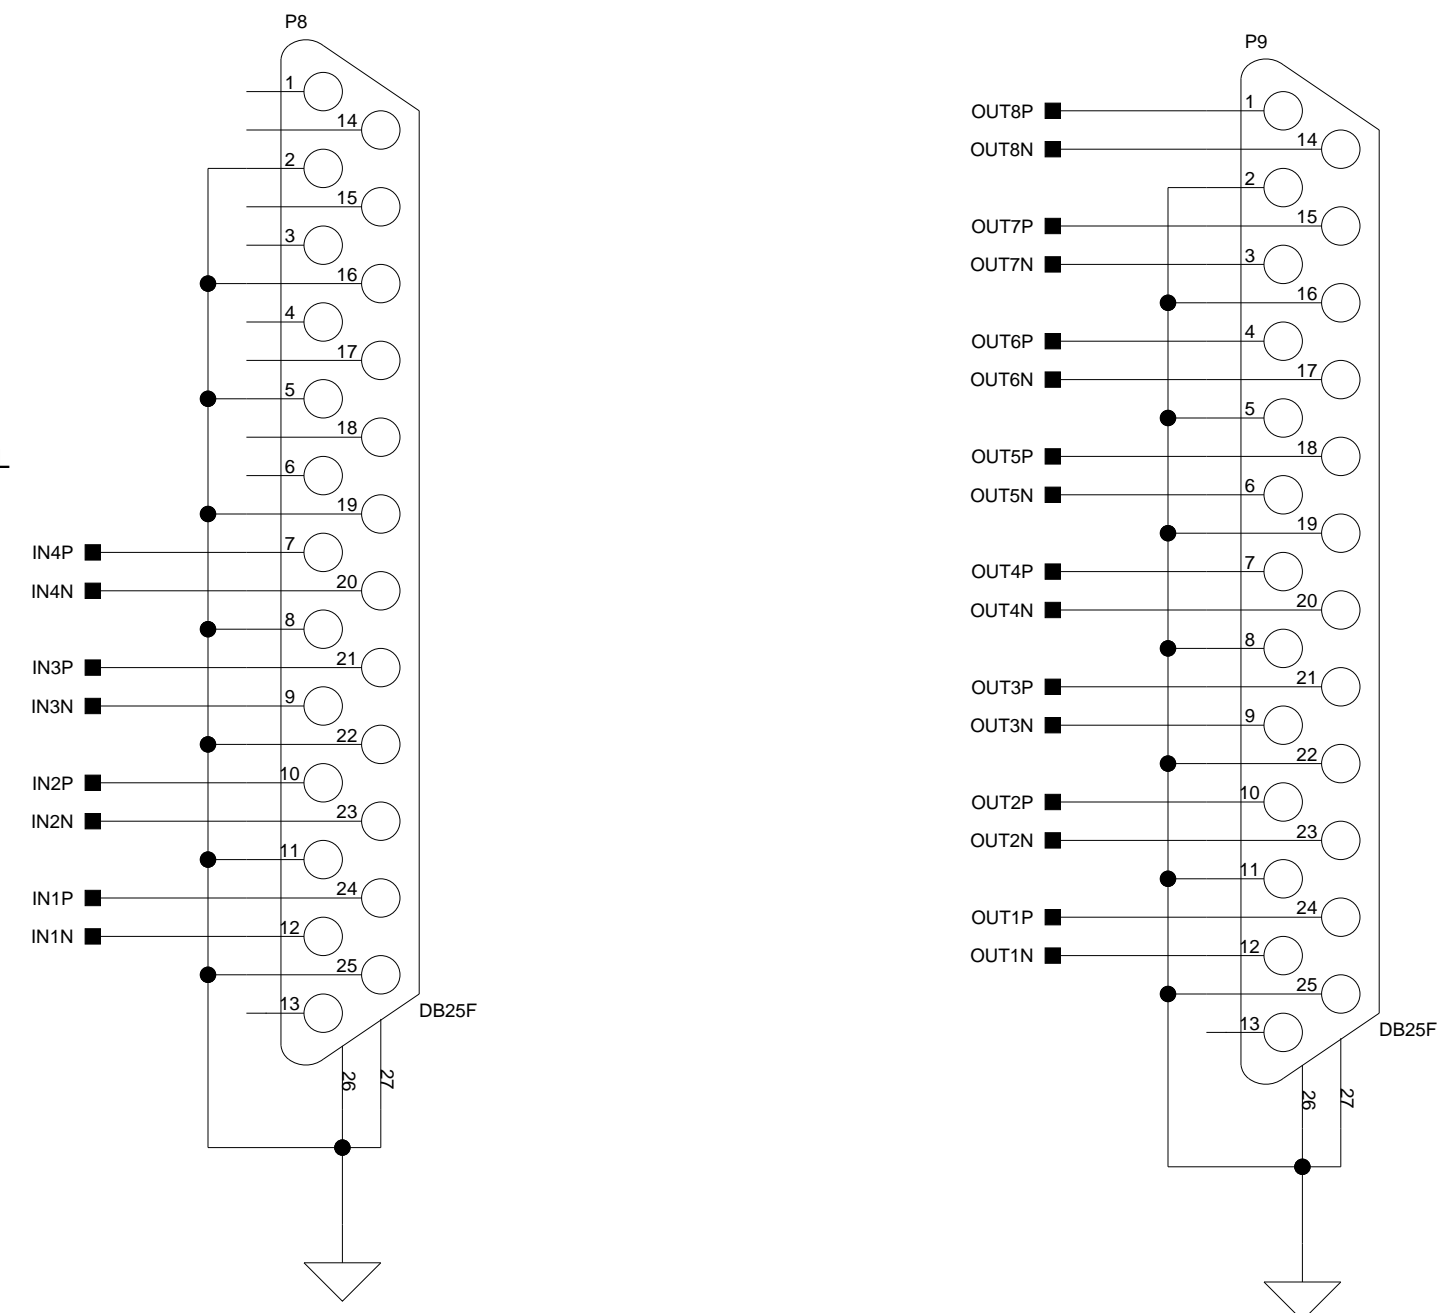 P8
1
14
2
15
3
16
4
17
5
18
6
19
IN4P 7
IN4N 20
8
IN3P 21
IN3N 9
22
IN2P 10
IN2N 23
11
IN1P 24
IN1N 12
25
13
DB25F
26 27
P9
OUT8P 1
OUT8N 14
2
OUT7P 15
OUT7N 3
16
OUT6P 4
OUT6N 17
5
OUT5P 18
OUT5N 6
19
OUT4P 7
OUT4N 20
8
OUT3P 21
OUT3N 9
22
OUT2P 10
OUT2N 23
11
OUT1P 24
OUT1N 12
25
13
DB25F
26 27